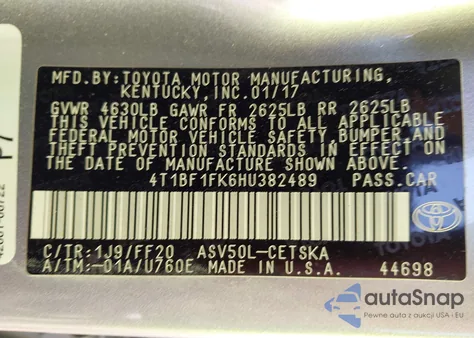 MFD.BY:TOYOTA MOTOR MANUFACTURING,
KENTUCKY, INC.01/17
GVWR 4630LB GAWR FR 2625LB RR 2625LB
THIS VEHICLE CONFORMS TO ALL APPLICABLE
FEDERAL MOTOR VEHICLE SAFETY,BUMPER,AND
THEFT PREVENTION STANDARDS IN EFFECT ON
THE DATE OF MANUFACTURE SHOWN ABOVE.
4T1BF1FK6HU382489 PASS.CAR
TOYOTA
C/TR:1J9/FF20 ASV50L-CETSKA
A/TM:-01A/U760E MADE IN U.S.A. 44698
autoSnap
Pewne auta z aukcji USA - EU